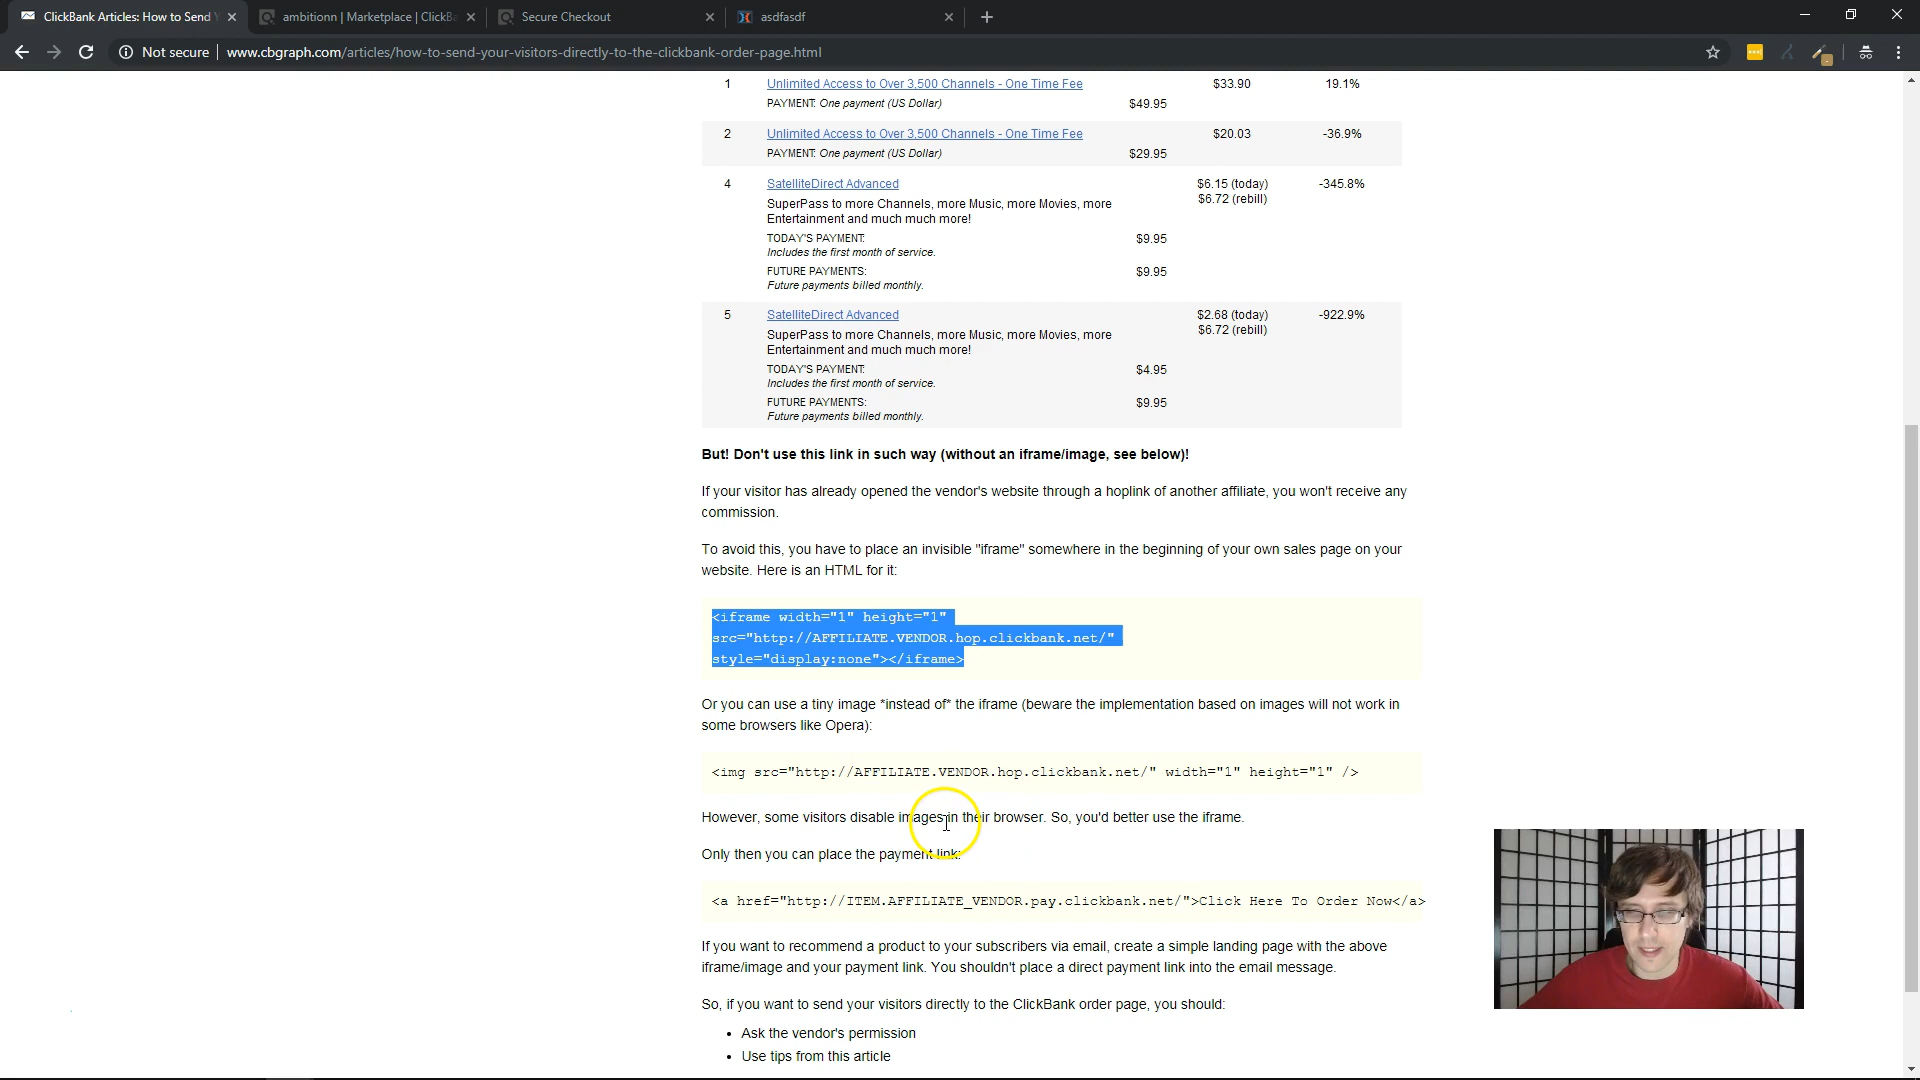 ClickBank Articles: How to Send Y
ambitionn | Marketplace | ClickBa
Secure Checkout
asdfasdf
Not secure
www.cbgraph.com/articles/how-to-send-your-visitors-directly-to-the-clickbank-order-page.html
1 Unlimited Access to Over 3,500 Channels - One Time Fee $33.90 19.1%
PAYMENT: One payment (US Dollar) $49.95
2 Unlimited Access to Over 3,500 Channels - One Time Fee $20.03 -36.9%
PAYMENT: One payment (US Dollar) $29.95
4 SatelliteDirect Advanced $6.15 (today) -345.8%
$6.72 (rebill)
SuperPass to more Channels, more Music, more Movies, more
Entertainment and much much more!
TODAY'S PAYMENT: $9.95
Includes the first month of service.
FUTURE PAYMENTS: $9.95
Future payments billed monthly.
5 SatelliteDirect Advanced $2.68 (today) -922.9%
$6.72 (rebill)
SuperPass to more Channels, more Music, more Movies, more
Entertainment and much much more!
TODAY'S PAYMENT: $4.95
Includes the first month of service.
FUTURE PAYMENTS: $9.95
Future payments billed monthly.
But! Don't use this link in such way (without an iframe/image, see below)!
If your visitor has already opened the vendor's website through a hoplink of another affiliate, you won't receive any
commission.
To avoid this, you have to place an invisible "iframe" somewhere in the beginning of your own sales page on your
website. Here is an HTML for it:
<iframe width="1" height="1"
src="http://AFFILIATE.VENDOR.hop.clickbank.net/"
style="display:none"></iframe>
Or you can use a tiny image *instead of* the iframe (beware the implementation based on images will not work in
some browsers like Opera):
<img src="http://AFFILIATE.VENDOR.hop.clickbank.net/" width="1" height="1" />
However, some visitors disable images in their browser. So, you'd better use the iframe.
Only then you can place the payment link:
<a href="http://ITEM.AFFILIATE_VENDOR.pay.clickbank.net/">Click Here To Order Now</a>
If you want to recommend a product to your subscribers via email, create a simple landing page with the above
iframe/image and your payment link. You shouldn't place a direct payment link into the email message.
So, if you want to send your visitors directly to the ClickBank order page, you should:
• Ask the vendor's permission
• Use tips from this article